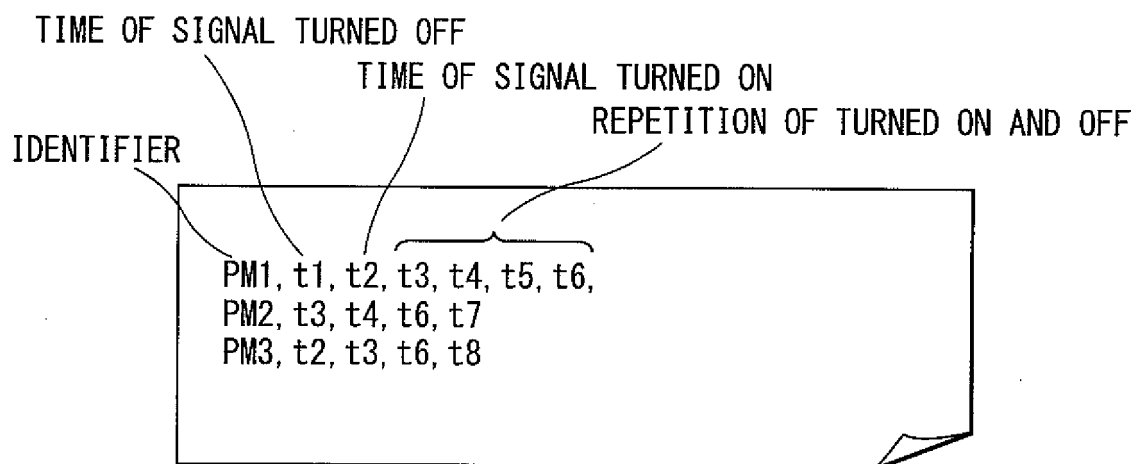 TIME OF SIGNAL TURNED OFF
TIME OF SIGNAL TURNED ON
REPETITION OF TURNED ON AND OFF
IDENTIFIER
PM1, t1, t2, t3, t4, t5, t6,
PM2, t3, t4, t6, t7
PM3, t2, t3, t6, t8